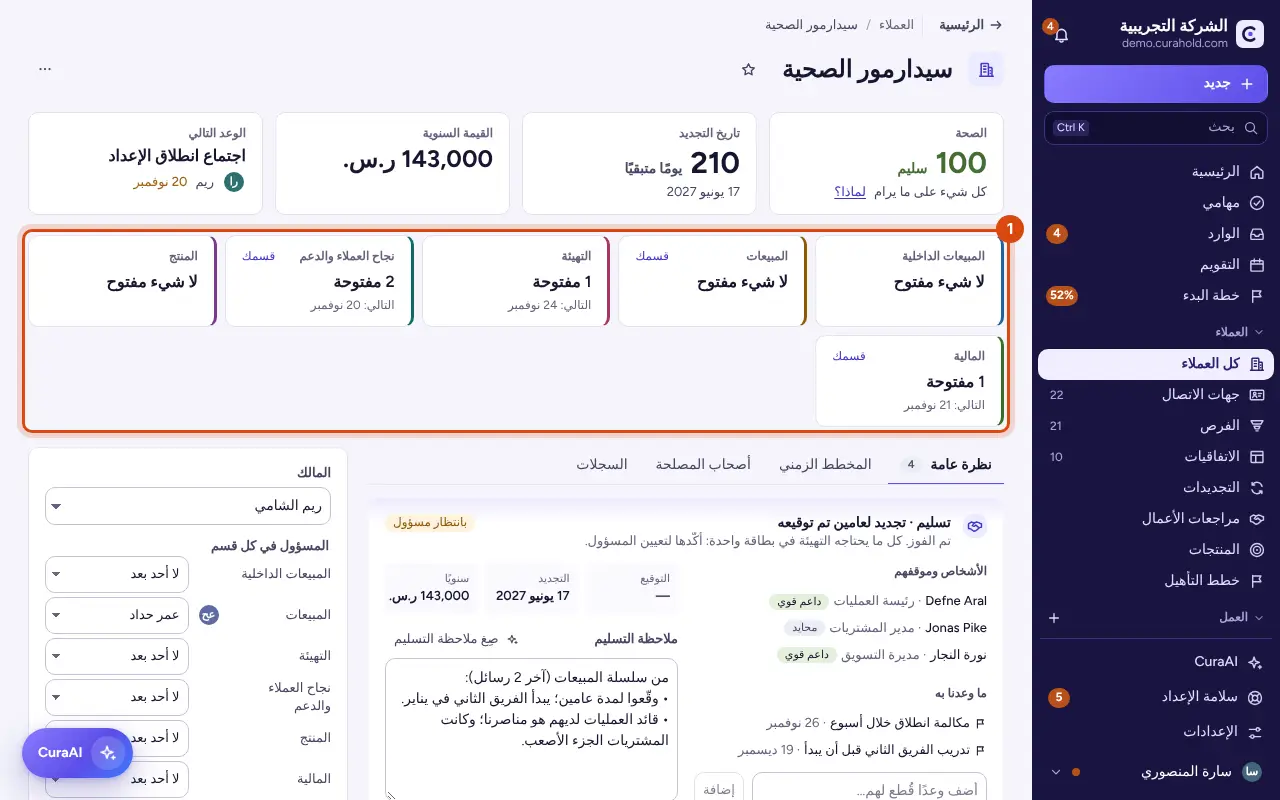 الشركة التجريبية
demo.curahold.com
4
جديد
بحث
Ctrl K
الرئيسية
مهامي
الوارد
4
التقويم
خطة البدء
52%
العملاء
كل العملاء
جهات الاتصال
22
الفرص
21
الاتفاقيات
10
التجديدات
مراجعات الأعمال
المنتجات
خطط التأهيل
العمل
CuraAI
سلامة الإعداد
5
الإعدادات
سا
سارة المنصوري
الرئيسية
العملاء / سيدارمور الصحية
سيدارمور الصحية
الصحة
100 سليم
كل شيء على ما يرام لماذا؟
تاريخ التجديد
210 يومًا متبقيًا
17 يونيو 2027
القيمة السنوية
143,000 ر.س.
الوعد التالي
اجتماع انطلاق الإعداد
را ريم 20 نوفمبر
1
المبيعات الداخلية
لا شيء مفتوح
المبيعات
قسمك
لا شيء مفتوح
التهيئة
1 مفتوحة
التالي: 24 نوفمبر
نجاح العملاء والدعم
قسمك
2 مفتوحة
التالي: 20 نوفمبر
المنتج
لا شيء مفتوح
المالية
قسمك
1 مفتوحة
التالي: 21 نوفمبر
نظرة عامة 4
المخطط الزمني
أصحاب المصلحة
السجلات
تسليم · تجديد لعامين تم توقيعه
بانتظار مسؤول
تم الفوز. كل ما يحتاجه التهيئة في بطاقة واحدة: أكّدها لتعيين المسؤول.
الأشخاص وموقفهم
Defne Aral · رئيسة العمليات داعم قوي
Jonas Pike · مدير المشتريات محايد
نورة النجار · مديرة التسويق داعم قوي
ما وعدنا به
مكالمة انطلاق خلال أسبوع · 26 نوفمبر
تدريب الفريق الثاني قبل أن يبدأ · 19 ديسمبر
أضف وعدًا قُطع لهم...
إضافة
التوقيع
—
التجديد
17 يونيو 2027
سنويًا
143,000 ر.س.
ملاحظة التسليم
صِغ ملاحظة التسليم
من سلسلة المبيعات (آخر 2 رسائل):
• وقّعوا لمدة عامين؛ يبدأ الفريق الثاني في يناير.
• قائد العمليات لديهم هو مناصرنا؛ وكانت
المشتريات الجزء الأصعب.
المالك
ريم الشامي
المسؤول في كل قسم
المبيعات الداخلية
لا أحد بعد
المبيعات
عح
عمر حداد
التهيئة
لا أحد بعد
نجاح العملاء
والدعم
لا أحد بعد
المنتج
لا أحد بعد
المالية
لا أحد بعد
CuraAI